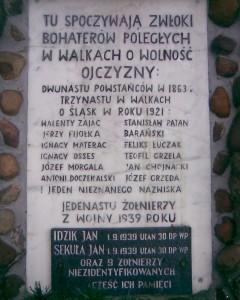 TU SPOCZYWAJĄ ZWŁOKI
BOHATERÓW POLEGŁYCH
W WALKACH O WOLNOŚĆ
OJCZYZNY:
DWUNASTU POWSTAŃCÓW W 1863.
TRZYNASTU W WALKACH
O ŚLĄSK W ROKU 1921:
WALENTY ZAJĄC STANISŁAW PATAN
JERZY FIJOŁKA BARAŃSKI
IGNACY MATERAC FELIKS ŁUCZAK
IGNACY OSSES TEOFIL GRZELA
JÓZEF MORGALA JAN CHOJNACKI
ANTONI DOCZEKALSKI JÓZEF GRZĘDA
I JEDEN NIEZNANEGO NAZWISKA
JEDENASTU ŻOŁNIERZY
Z WOJNY 1939 ROKU
IDZIK JAN 1.9.1939 UŁAN 30 DP WP
SEKUŁA JAN 1.9.1939 UŁAN 30 DP WP
ORAZ 9 ŻOŁNIERZY
NIEZIDENTYFIKOWANYCH
CZEŚĆ ICH PAMIĘCI